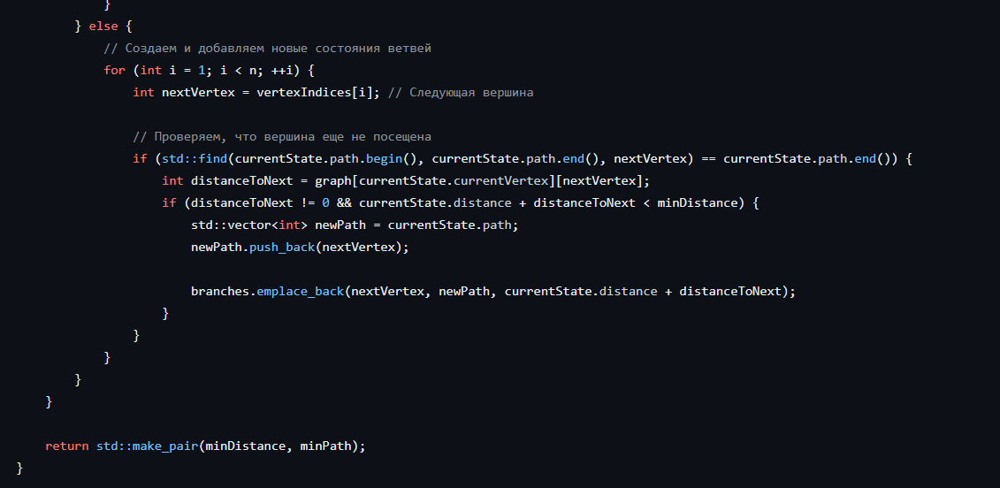 }
        } else {
            // Создаем и добавляем новые состояния ветвей
            for (int i = 1; i < n; ++i) {
                int nextVertex = vertexIndices[i]; // Следующая вершина

                // Проверяем, что вершина еще не посещена
                if (std::find(currentState.path.begin(), currentState.path.end(), nextVertex) == currentState.path.end()) {
                    int distanceToNext = graph[currentState.currentVertex][nextVertex];
                    if (distanceToNext != 0 && currentState.distance + distanceToNext < minDistance) {
                        std::vector<int> newPath = currentState.path;
                        newPath.push_back(nextVertex);

                        branches.emplace_back(nextVertex, newPath, currentState.distance + distanceToNext);
                    }
                }
            }
        }
    }

    return std::make_pair(minDistance, minPath);
}